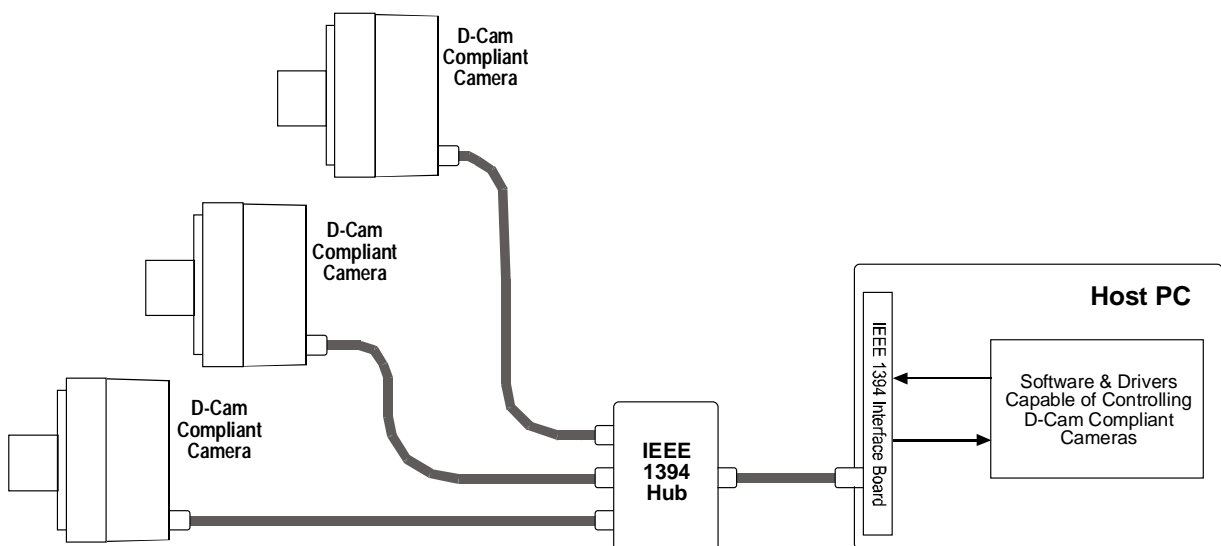 D-Cam
Compliant
Camera
D-Cam
Compliant
Camera
D-Cam
Compliant
Camera
IEEE
1394
Hub
Host PC
IEEE 1394 Interface Board
Software & Drivers
Capable of Controlling
D-Cam Compliant
Cameras